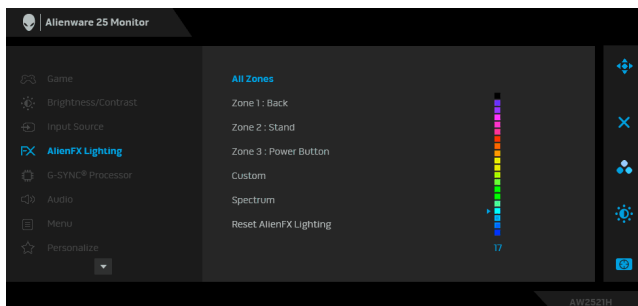 Alienware 25 Monitor
Game
Brightness/Contrast
Input Source
AlienFX Lighting
G-SYNC® Processor
Audio
Menu
Personalize
All Zones
Zone 1 : Back
Zone 2 : Stand
Zone 3 : Power Button
Custom
Spectrum
Reset AlienFX Lighting
17
AW2521H